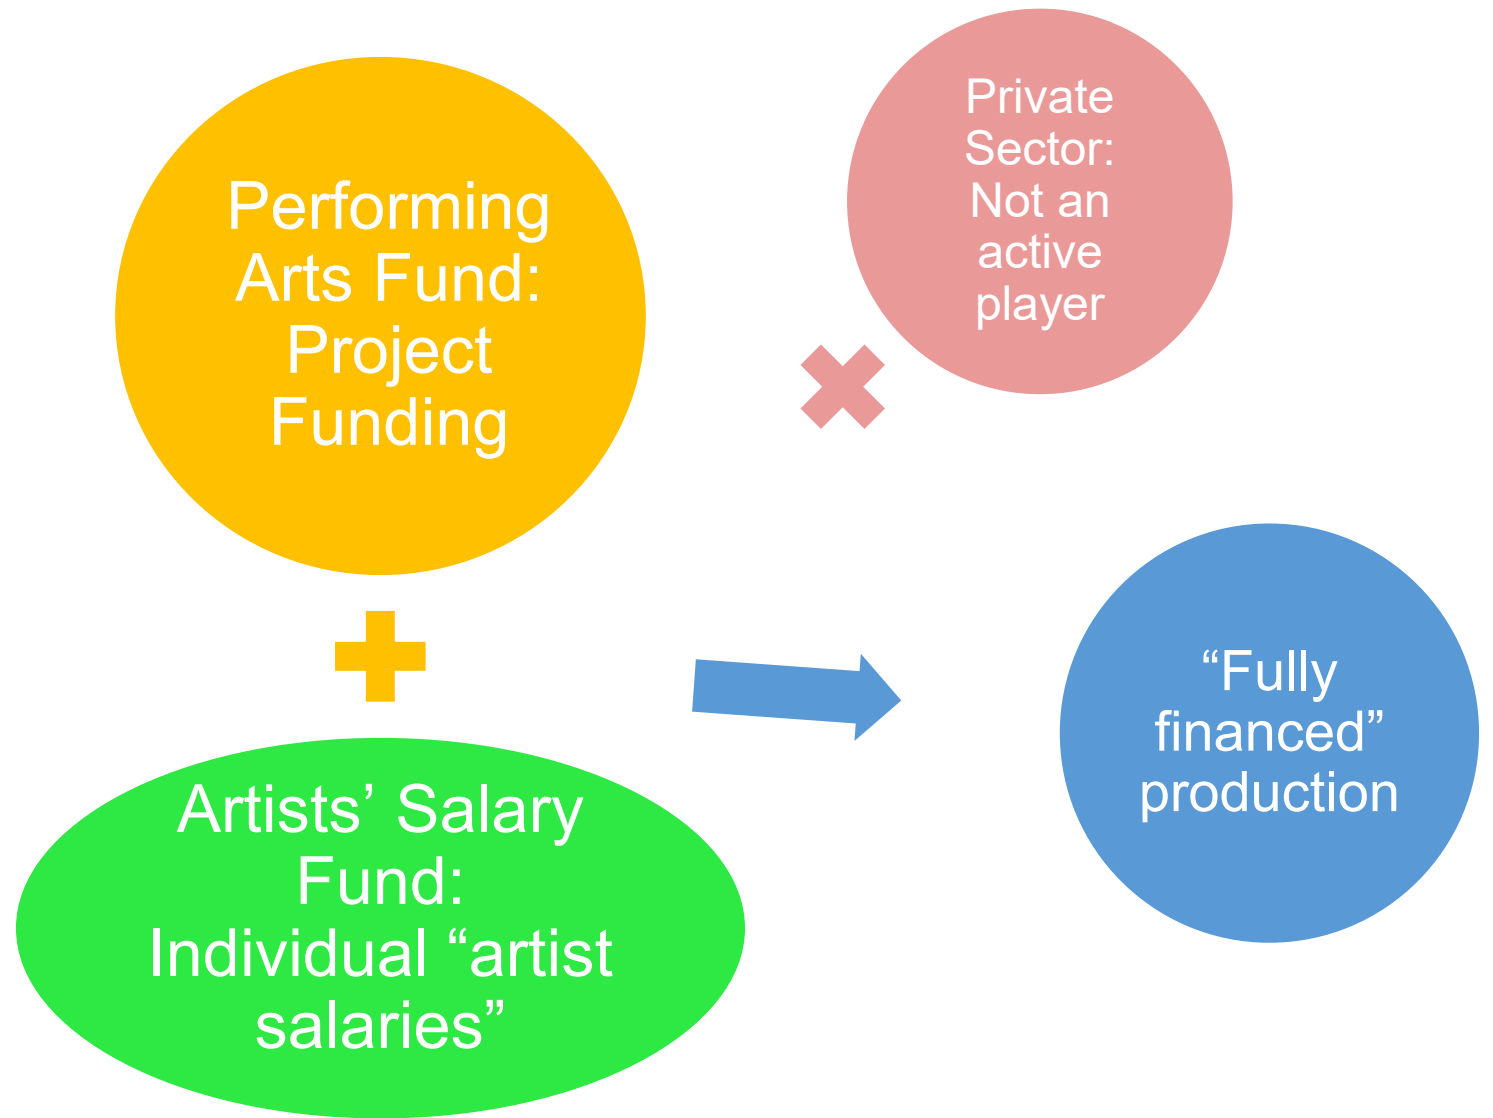 Performing
Arts Fund:
Project
Funding
Private
Sector:
Not an
active
player
Artists’ Salary
Fund:
Individual “artist
salaries”
“Fully
financed”
production